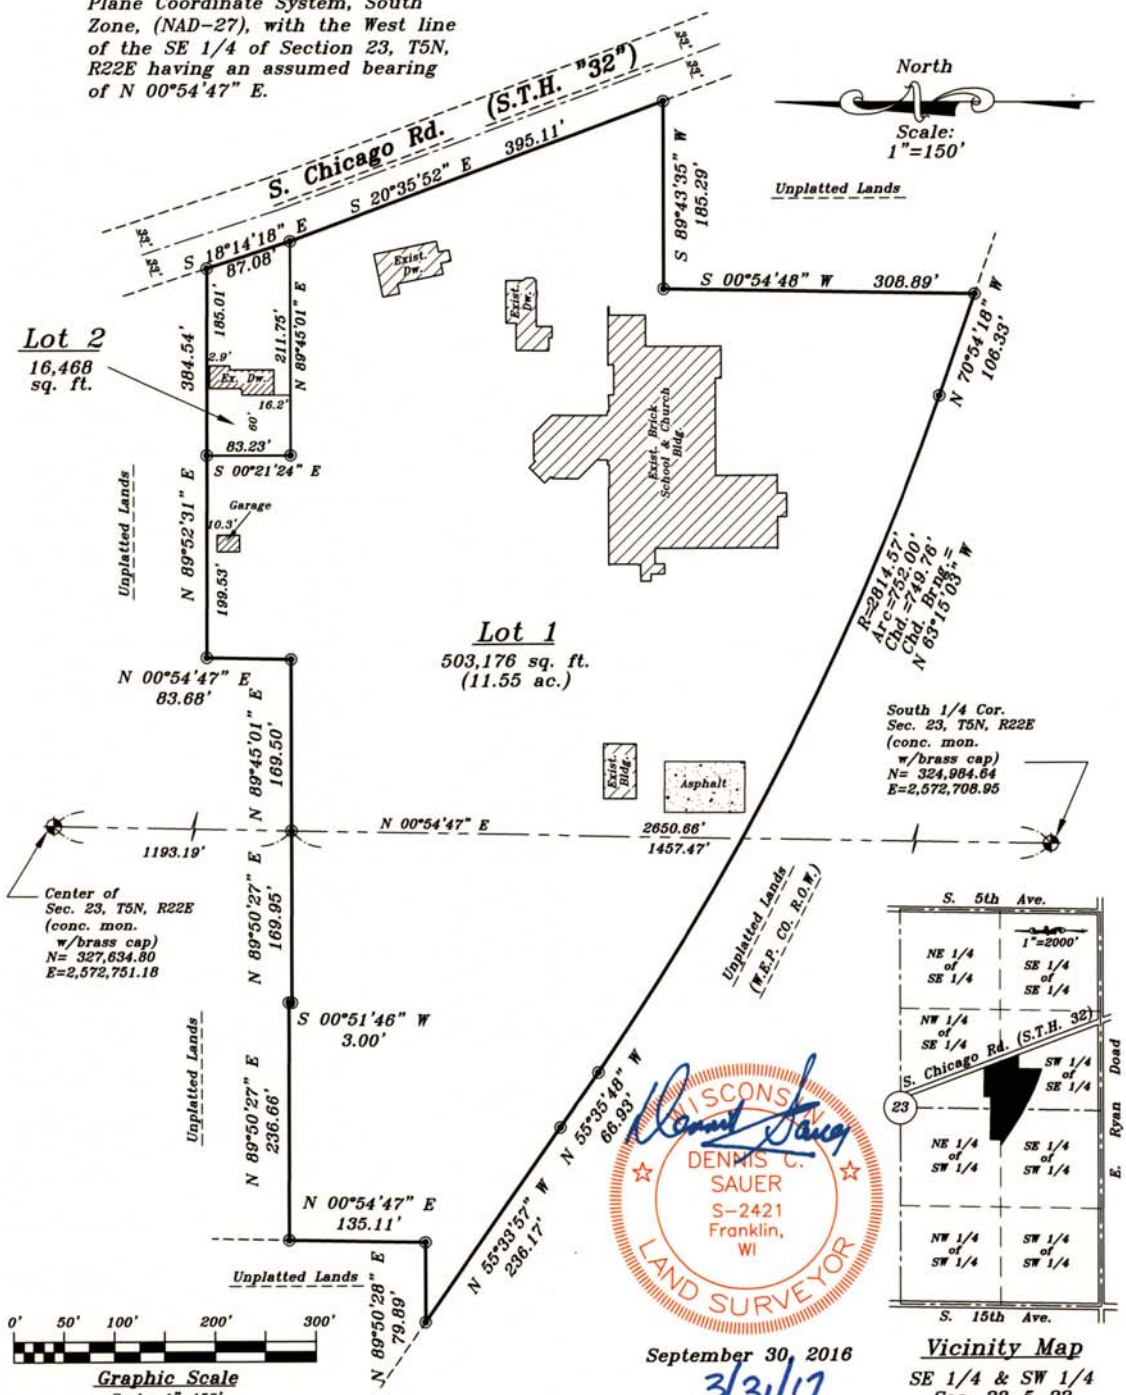 Plane Coordinate System, South
Zone, (NAD-27), with the West line
of the SE 1/4 of Section 23, T5N,
R22E having an assumed bearing
of N 00°54'47" E.
S. Chicago Rd. (S.T.H. "32")
33'
33'
North
Scale:
1"=150'
Unplatted Lands
S 20°35'52" E 395.11'
S 89°43'35" W
185.29'
33'
33'
S 18°14'18" E
87.08'
S 00°54'48" W 308.89'
N 70°54'18" W
106.33'
Exist.
Dw.
Exist.
Dw.
Lot 2
16,468
sq. ft.
384.54'
185.01'
211.75'
N 89°45'01" E
2.9'
Ex. Dw.
16.2'
60'
83.23'
S 00°21'24" E
Exist. Brick
School & Church
Bldg.
Unplatted Lands
N 89°52'31" E
Garage
10.3'
199.53'
R=2814.57'
Arc=752.00'
Chd.=749.76'
Chd. Brng.=
N 63°15'03" W
Lot 1
503,176 sq. ft.
(11.55 ac.)
N 00°54'47" E
83.68'
N 89°45'01" E
169.50'
South 1/4 Cor.
Sec. 23, T5N, R22E
(conc. mon.
w/brass cap)
N= 324,984.64
E=2,572,708.95
Exist.
Bldg.
Asphalt
N 00°54'47" E
2650.66'
1193.19'
1457.47'
Center of
Sec. 23, T5N, R22E
(conc. mon.
w/brass cap)
N= 327,634.80
E=2,572,751.18
N 89°50'27" E
169.95'
Unplatted Lands
(W.E.P. CO. R.O.W.)
S 00°51'46" W
3.00'
Unplatted Lands
N 89°50'27" E
236.66'
N 55°35'48" W
66.93'
N 55°33'57" W
236.17'
N 00°54'47" E
135.11'
Unplatted Lands
N 89°50'28" E
79.89'
WISCONSIN
Dennis Sauer
DENNIS C.
SAUER
S-2421
Franklin,
WI
LAND SURVEYOR
September 30, 2016
3/31/17
S. 5th Ave.
1"=2000'
NE 1/4
of
SE 1/4
SE 1/4
of
SE 1/4
NW 1/4
of
SE 1/4
S. Chicago Rd. (S.T.H. 32)
SW 1/4
of
SE 1/4
23
E. Ryan Doad
NE 1/4
of
SW 1/4
SE 1/4
of
SW 1/4
NW 1/4
of
SW 1/4
SW 1/4
of
SW 1/4
S. 15th Ave.
Vicinity Map
SE 1/4 & SW 1/4
0' 50' 100' 200' 300'
Graphic Scale